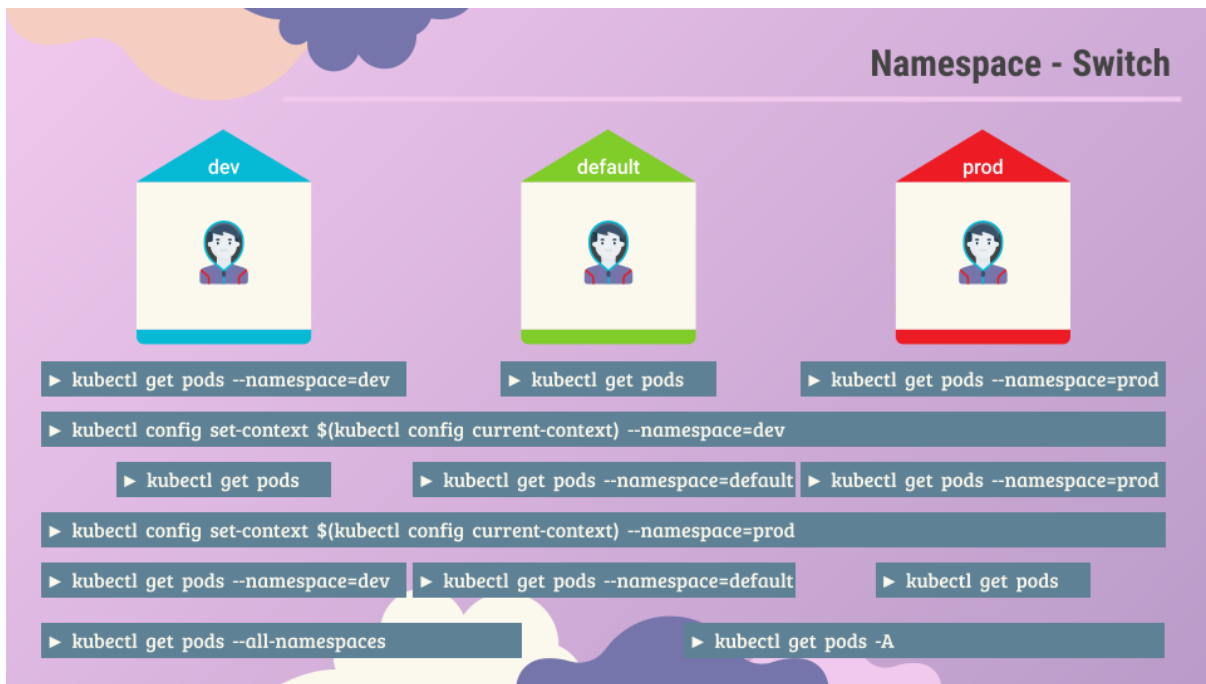 Namespace - Switch
dev
default
prod
► kubectl get pods --namespace=dev
► kubectl get pods
► kubectl get pods --namespace=prod
► kubectl config set-context $(kubectl config current-context) --namespace=dev
► kubectl get pods
► kubectl get pods --namespace=default
► kubectl get pods --namespace=prod
► kubectl config set-context $(kubectl config current-context) --namespace=prod
► kubectl get pods --namespace=dev
► kubectl get pods --namespace=default
► kubectl get pods
► kubectl get pods --all-namespaces
► kubectl get pods -A